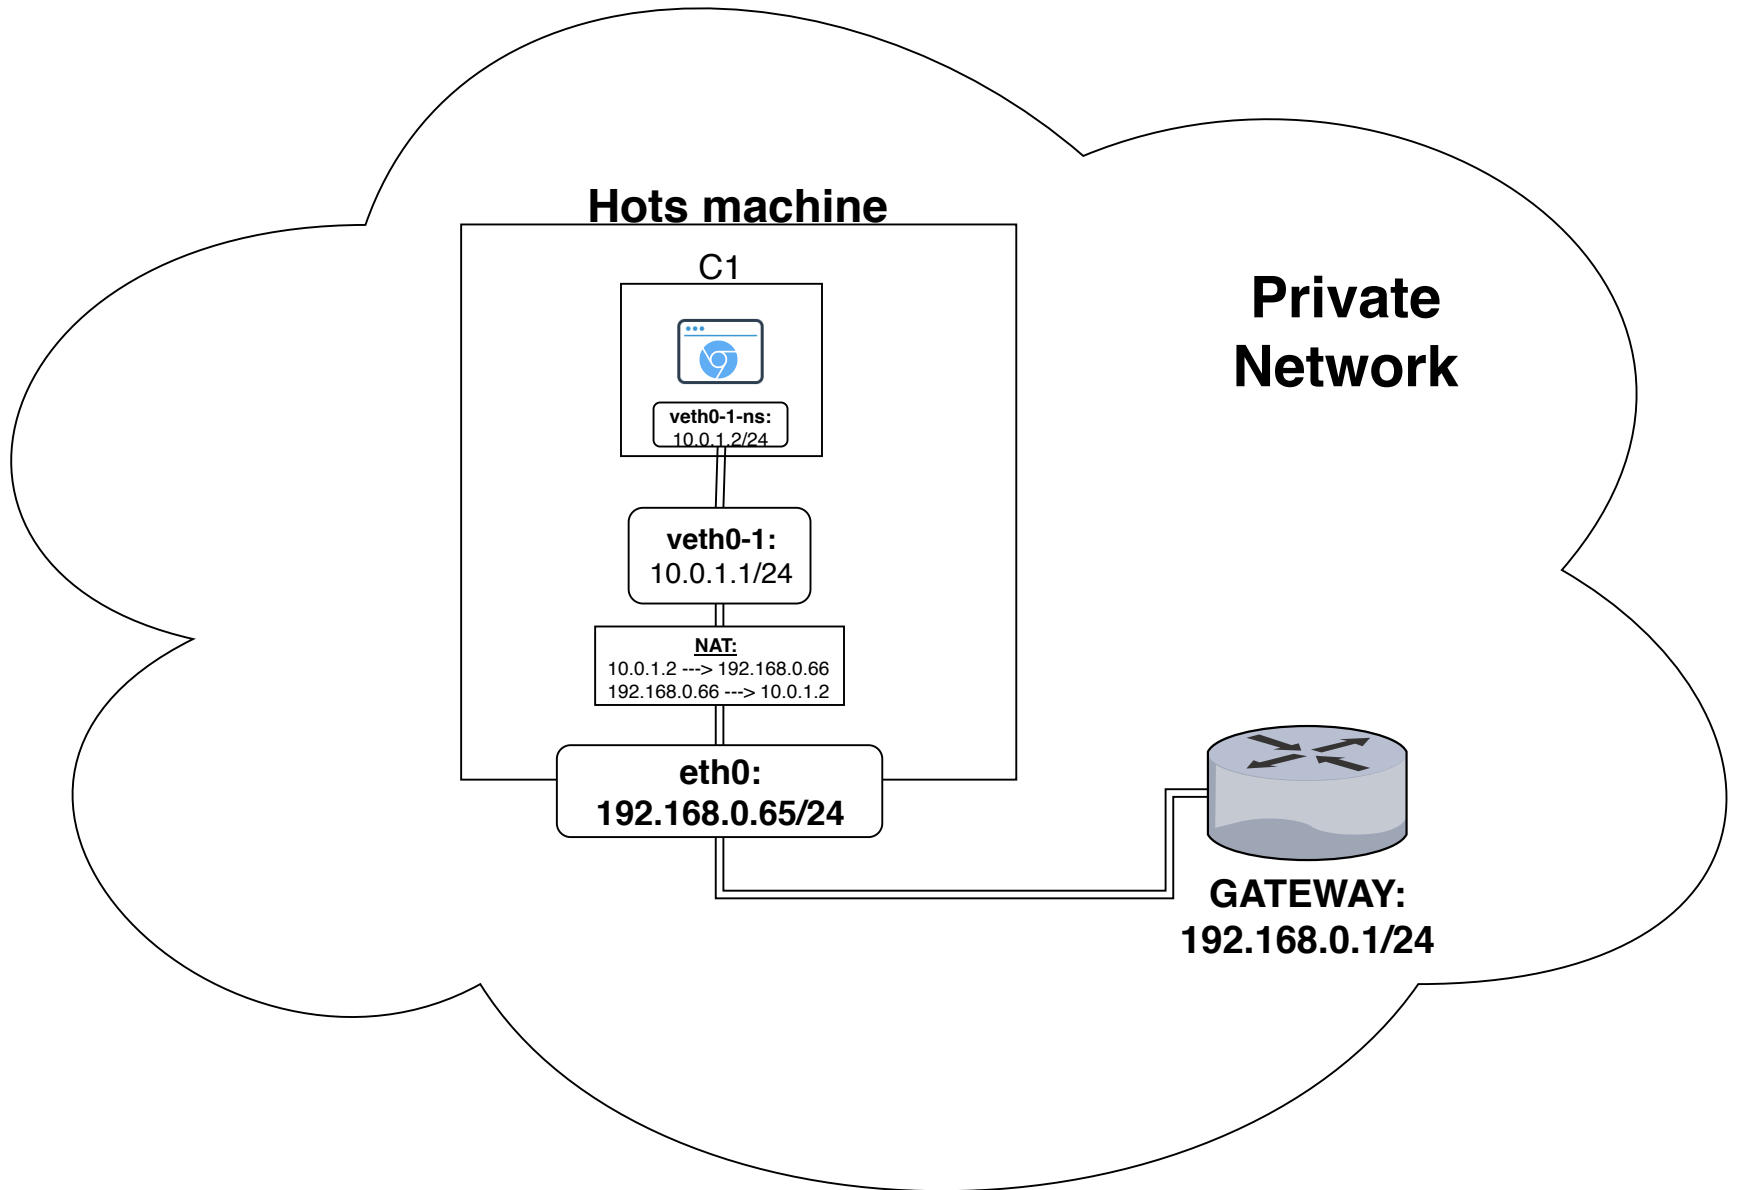 Hots machine
C1
Private
Network
veth0-1-ns:
10.0.1.2/24
veth0-1:
10.0.1.1/24
NAT:
10.0.1.2 ---> 192.168.0.66
192.168.0.66 ---> 10.0.1.2
eth0:
192.168.0.65/24
GATEWAY:
192.168.0.1/24